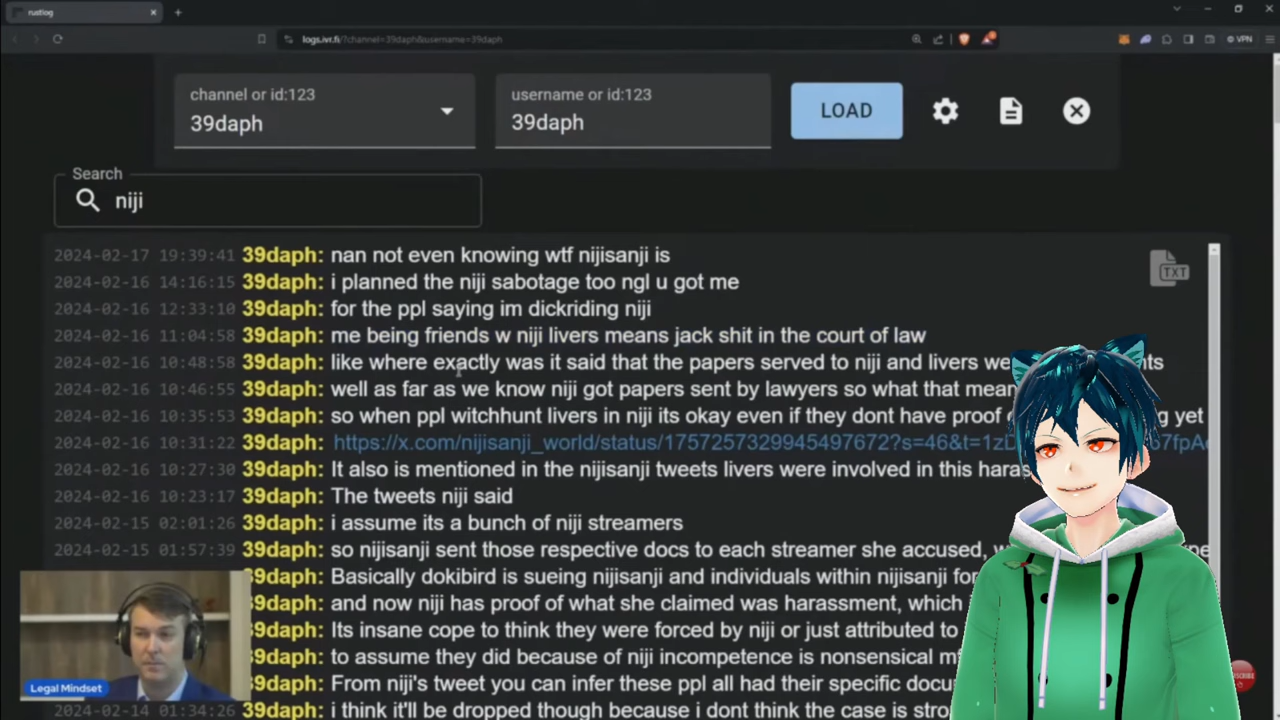 rustlog
logs.ivr.fi/?channel=39daph&username=39daph
VPN
channel or id:123
39daph
username or id:123
39daph
LOAD
Search
niji
TXT
2024-02-17 19:39:41 39daph: nan not even knowing wtf nijisanji is
2024-02-16 14:16:15 39daph: i planned the niji sabotage too ngl u got me
2024-02-16 12:33:10 39daph: for the ppl saying im dickriding niji
2024-02-16 11:04:58 39daph: me being friends w niji livers means jack shit in the court of law
2024-02-16 10:48:58 39daph: like where exactly was it said that the papers served to niji and livers we nts
2024-02-16 10:46:55 39daph: well as far as we know niji got papers sent by lawyers so what that mean
2024-02-16 10:35:53 39daph: so when ppl witchhunt livers in niji its okay even if they dont have proof g yet
2024-02-16 10:31:22 39daph: https://x.com/nijisanji_world/status/1757257329945497672?s=46&t=1z
2024-02-16 10:27:30 39daph: It also is mentioned in the nijisanji tweets livers were involved in this hara
2024-02-16 10:23:17 39daph: The tweets niji said
2024-02-15 02:01:26 39daph: i assume its a bunch of niji streamers
2024-02-15 01:57:39 39daph: so nijisanji sent those respective docs to each streamer she accused,
39daph: Basically dokibird is sueing nijisanji and individuals within nijisanji for
39daph: and now niji has proof of what she claimed was harassment, which
39daph: Its insane cope to think they were forced by niji or just attributed to
39daph: to assume they did because of niji incompetence is nonsensical
39daph: From niji's tweet you can infer these ppl all had their specific docu
2024-02-14 01:34:26 39daph: i think it'll be dropped though because i dont think the case is stro
Legal Mindset
SUBSCRIBE